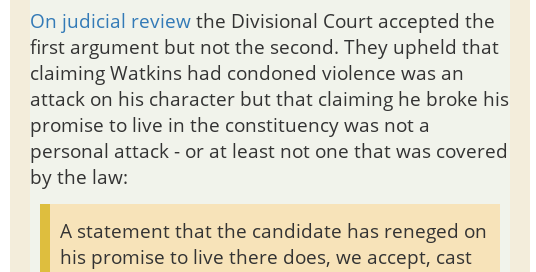 On judicial review the Divisional Court accepted the
first argument but not the second. They upheld that
claiming Watkins had condoned violence was an
attack on his character but that claiming he broke his
promise to live in the constituency was not a
personal attack - or at least not one that was covered
by the law:
A statement that the candidate has reneged on
his promise to live there does, we accept, cast